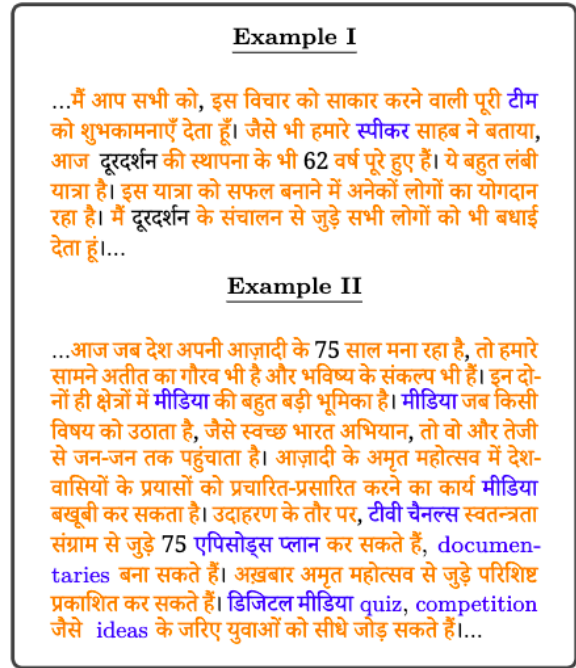 Example I
...मैं आप सभी को, इस विचार को साकार करने वाली पूरी टीम
को शुभकामनाएँ देता हूँ। जैसे भी हमारे स्पीकर साहब ने बताया,
आज दूरदर्शन की स्थापना के भी 62 वर्ष पूरे हुए हैं। ये बहुत लंबी
यात्रा है। इस यात्रा को सफल बनाने में अनेकों लोगों का योगदान
रहा है। मैं दूरदर्शन के संचालन से जुड़े सभी लोगों को भी बधाई
देता हूं।...
Example II
...आज जब देश अपनी आज़ादी के 75 साल मना रहा है, तो हमारे
सामने अतीत का गौरव भी है और भविष्य के संकल्प भी हैं। इन दो-
नों ही क्षेत्रों में मीडिया की बहुत बड़ी भूमिका है। मीडिया जब किसी
विषय को उठाता है, जैसे स्वच्छ भारत अभियान, तो वो और तेजी
से जन-जन तक पहुंचाता है। आज़ादी के अमृत महोत्सव में देश-
वासियों के प्रयासों को प्रचारित-प्रसारित करने का कार्य मीडिया
बखूबी कर सकता है। उदाहरण के तौर पर, टीवी चैनल्स स्वतन्त्रता
संग्राम से जुड़े 75 एपिसोड्स प्लान कर सकते हैं, documen-
taries बना सकते हैं। अख़बार अमृत महोत्सव से जुड़े परिशिष्ट
प्रकाशित कर सकते हैं। डिजिटल मीडिया quiz, competition
जैसे ideas के जरिए युवाओं को सीधे जोड़ सकते हैं।...